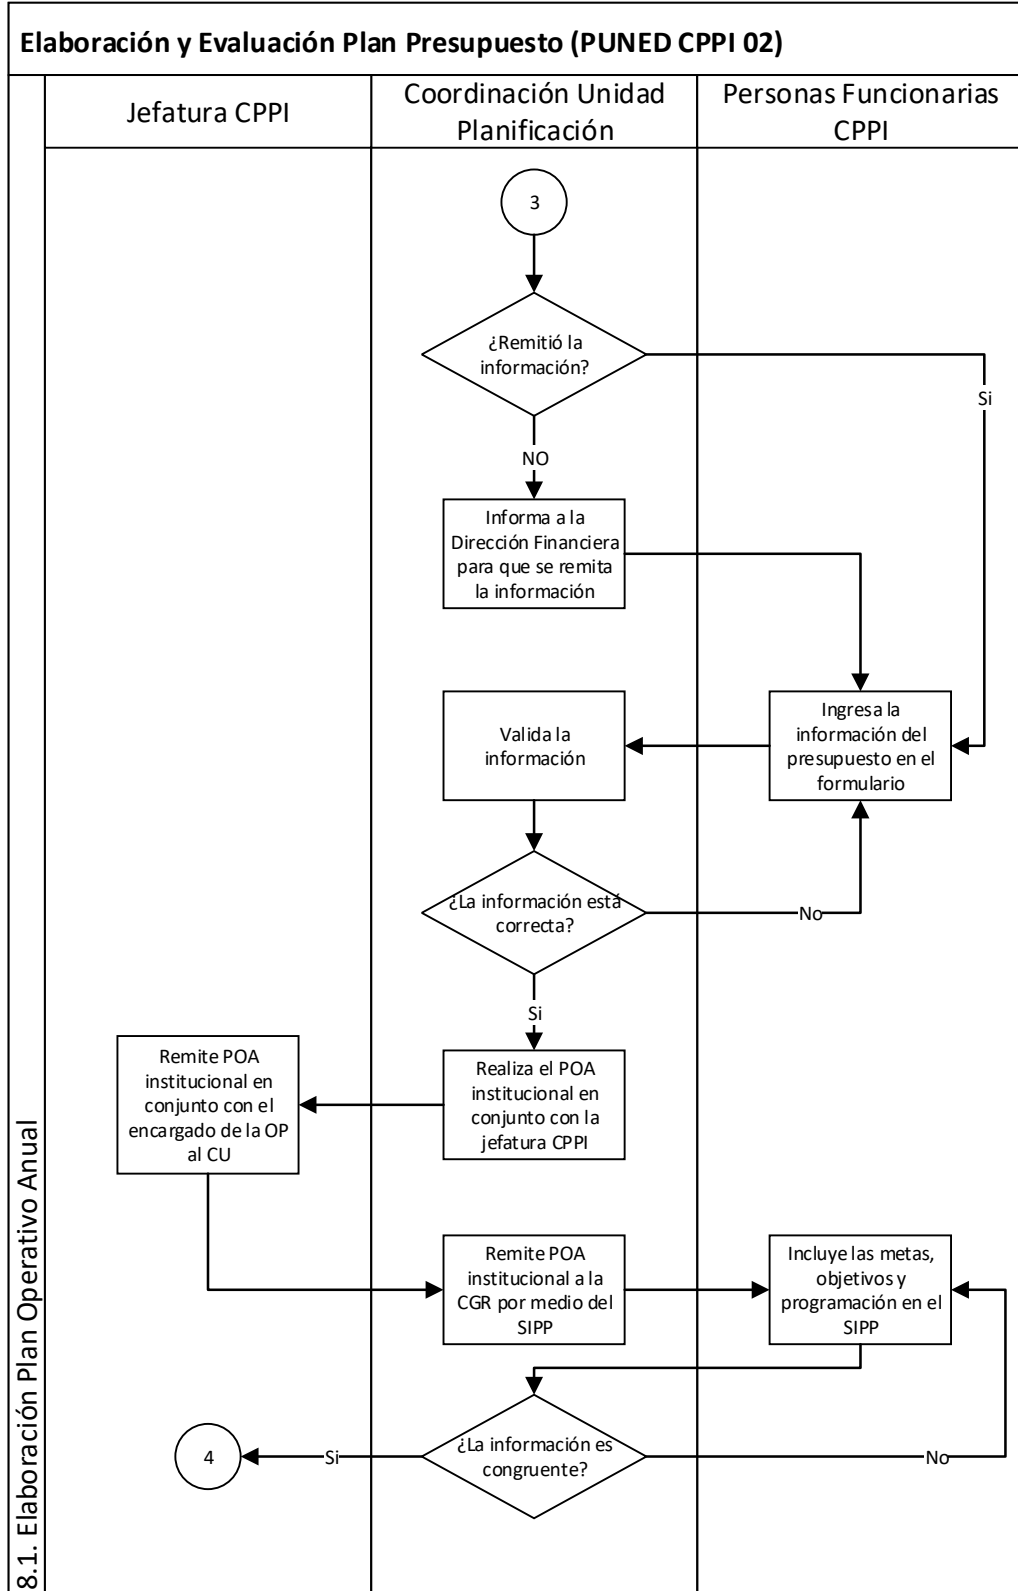 Elaboración y Evaluación Plan Presupuesto (PUNED CPPI 02)
Jefatura CPPI
Coordinación Unidad
Planificación
Personas Funcionarias
CPPI
8.1. Elaboración Plan Operativo Anual
3
¿Remitió la
información?
Si
NO
Informa a la
Dirección Financiera
para que se remita
la información
Ingresa la
información del
presupuesto en el
formulario
Valida la
información
¿La información está
correcta?
No
Si
Realiza el POA
institucional en
conjunto con la
jefatura CPPI
Remite POA
institucional en
conjunto con el
encargado de la OP
al CU
Remite POA
institucional a la
CGR por medio del
SIPP
Incluye las metas,
objetivos y
programación en el
SIPP
¿La información es
congruente?
No
Si
4